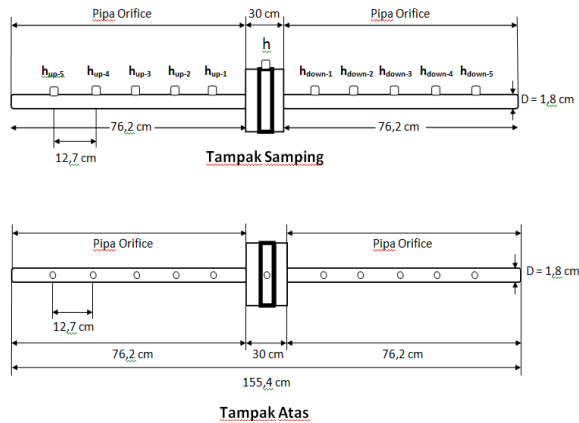 Pipa Orifice 30 cm Pipa Orifice
h
hup-5 hup-4 hup-3 hup-2 hup-1 hdown-1 hdown-2 hdown-3 hdown-4 hdown-5
D = 1,8 cm
76,2 cm 76,2 cm
12,7 cm
Tampak Samping
Pipa Orifice Pipa Orifice
D = 1,8 cm
12,7 cm
76,2 cm 30 cm 76,2 cm
155,4 cm
Tampak Atas